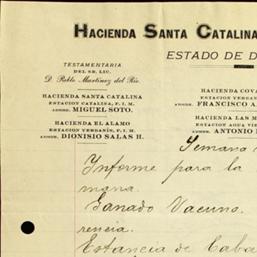 HACIENDA SANTA CATALINA
ESTADO DE D
TESTAMENTARIA
DEL SR. LIC.
D. Pablo Martínez del Río.
HACIENDA SANTA CATALINA
ESTACION CATALINA, F. I. M.
ADMOR. MIGUEL SOTO.
HACIENDA EL ALAMO
ESTACION YERBANÍS, F. I. M.
ADMOR. DIONISIO SALAS H.
HACIENDA COVA
ESTACION YERBAN
ADMOR. FRANCISCO A
HACIENDA LAS M
ESTACION AGUA VI
ADMOR. ANTONIO
Semana
Informe para la
mana.
Ganado Vacuno.
rencia.
Estancia de Caba